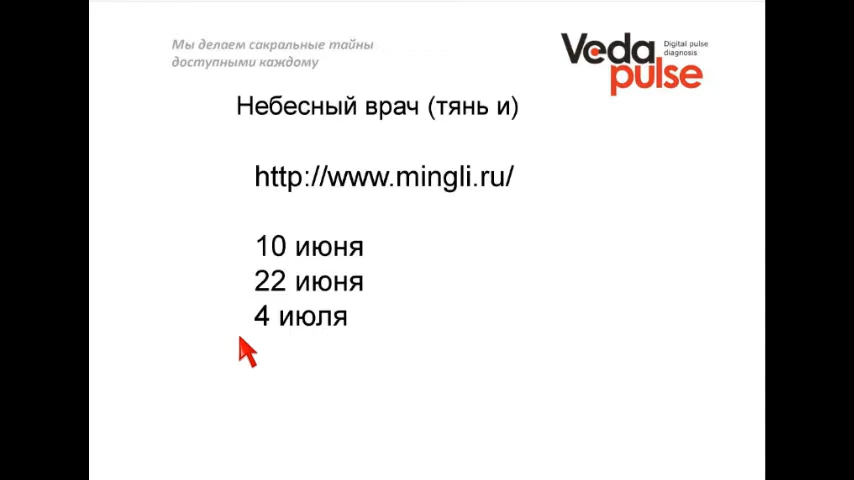 Мы делаем сакральные тайны
доступными каждому
Veda
pulse
Digital pulse
diagnosis
Небесный врач (тянь и)
http://www.mingli.ru/
10 июня
22 июня
4 июля